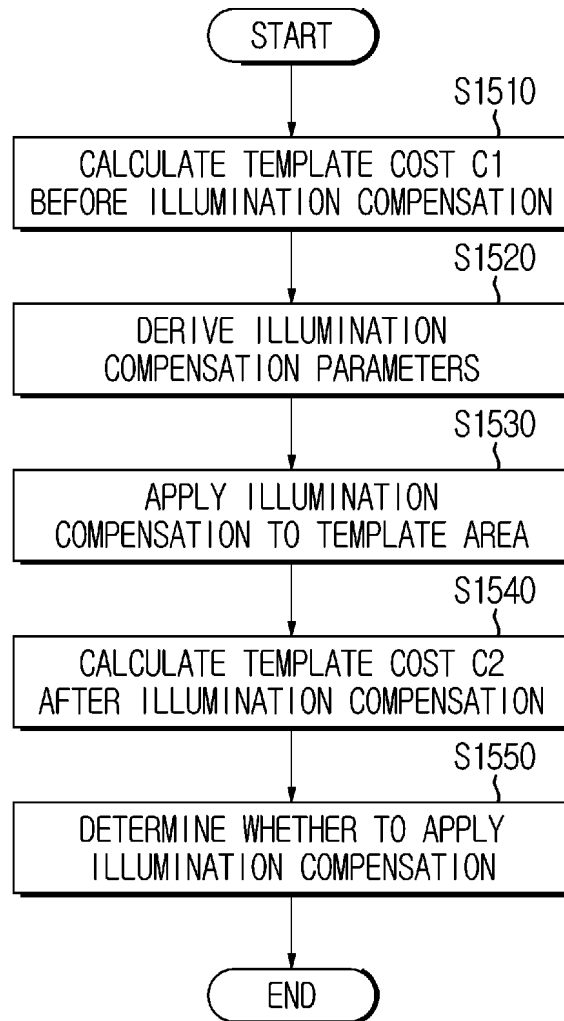 START
S1510
CALCULATE TEMPLATE COST C1
BEFORE ILLUMINATION COMPENSATION
S1520
DERIVE ILLUMINATION
COMPENSATION PARAMETERS
S1530
APPLY ILLUMINATION
COMPENSATION TO TEMPLATE AREA
S1540
CALCULATE TEMPLATE COST C2
AFTER ILLUMINATION COMPENSATION
S1550
DETERMINE WHETHER TO APPLY
ILLUMINATION COMPENSATION
END